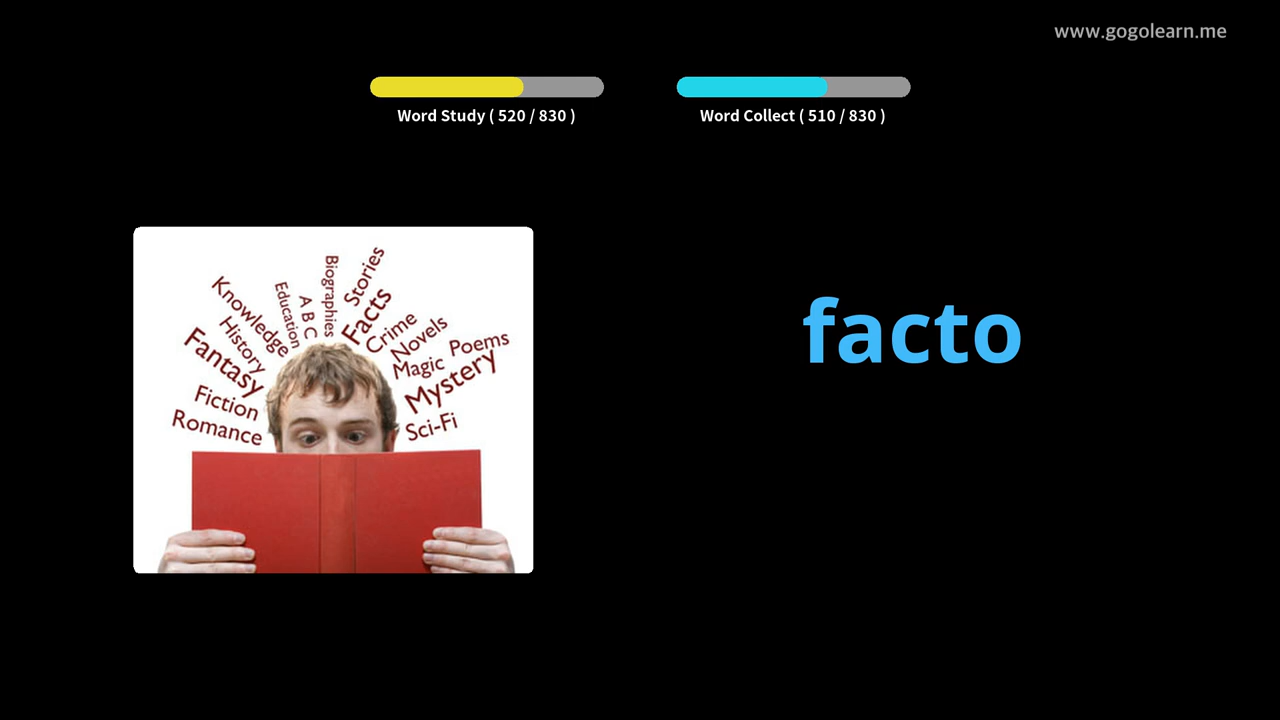 www.gogolearn.me
Word Study ( 520 / 830 )
Word Collect ( 510 / 830 )
Biographies
Stories
Facts
A B C
Education
Knowledge
History
Fantasy
Fiction
Romance
Crime
Novels
Poems
Magic
Mystery
Sci-Fi
facto